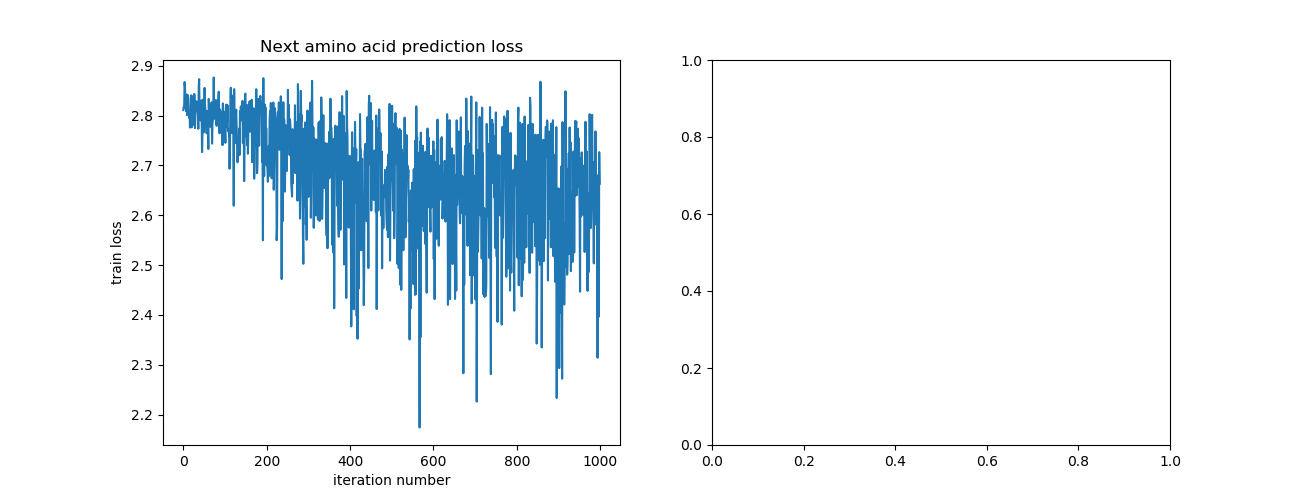 Next amino acid prediction loss
train loss
2.9
2.8
2.7
2.6
2.5
2.4
2.3
2.2
0 200 400 600 800 1000
iteration number
1.0
0.8
0.6
0.4
0.2
0.0
0.0 0.2 0.4 0.6 0.8 1.0